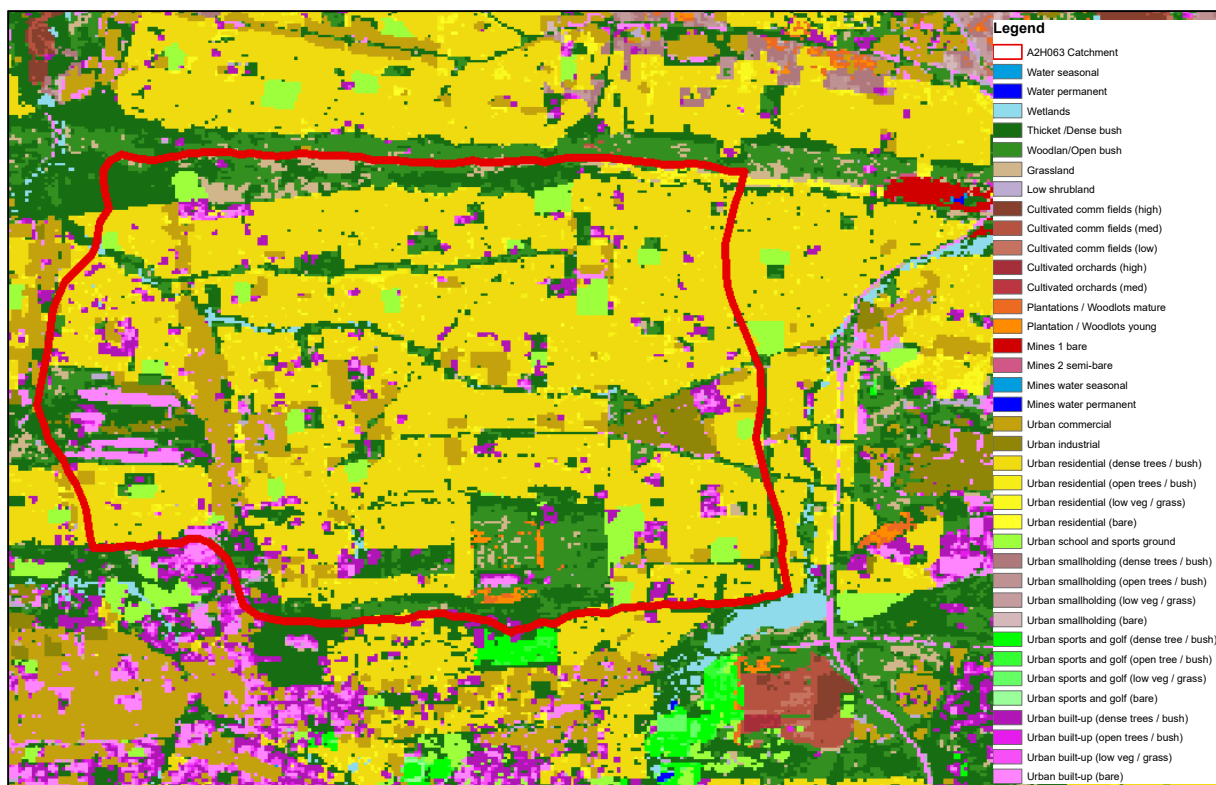 Legend
A2H063 Catchment
Water seasonal
Water permanent
Wetlands
Thicket /Dense bush
Woodlan/Open bush
Grassland
Low shrubland
Cultivated comm fields (high)
Cultivated comm fields (med)
Cultivated comm fields (low)
Cultivated orchards (high)
Cultivated orchards (med)
Plantations / Woodlots mature
Plantation / Woodlots young
Mines 1 bare
Mines 2 semi-bare
Mines water seasonal
Mines water permanent
Urban commercial
Urban industrial
Urban residential (dense trees / bush)
Urban residential (open trees / bush)
Urban residential (low veg / grass)
Urban residential (bare)
Urban school and sports ground
Urban smallholding (dense trees / bush)
Urban smallholding (open trees / bush)
Urban smallholding (low veg / grass)
Urban smallholding (bare)
Urban sports and golf (dense tree / bush)
Urban sports and golf (open tree / bush)
Urban sports and golf (low veg / grass)
Urban sports and golf (bare)
Urban built-up (dense trees / bush)
Urban built-up (open trees / bush)
Urban built-up (low veg / grass)
Urban built-up (bare)